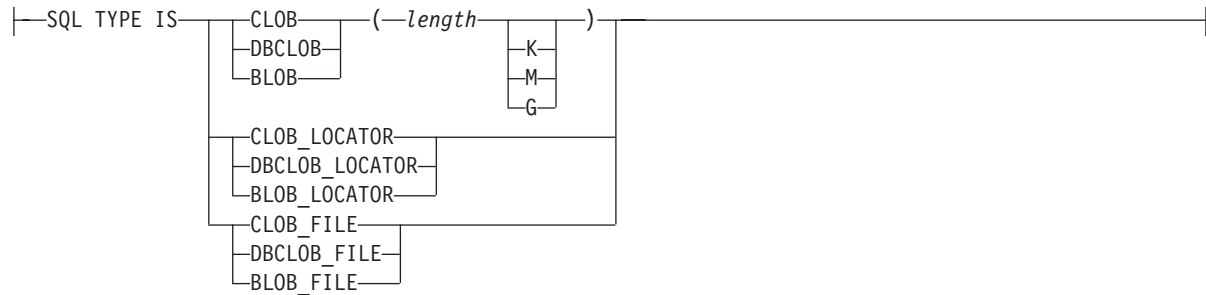 SQL TYPE IS CLOB ( length )
DBCLOB K
BLOB M
G
CLOB_LOCATOR
DBCLOB_LOCATOR
BLOB_LOCATOR
CLOB_FILE
DBCLOB_FILE
BLOB_FILE